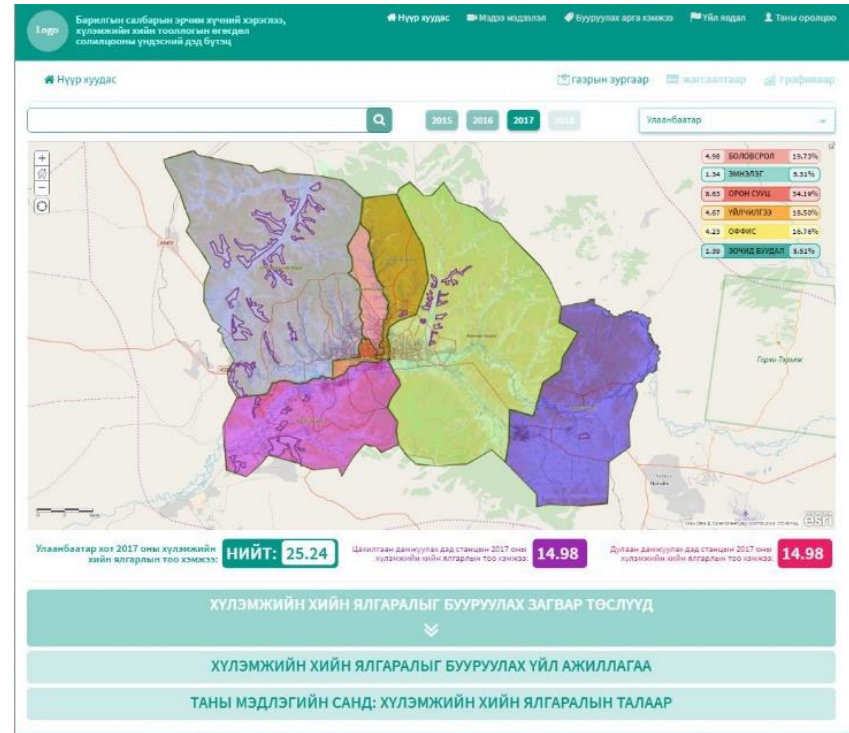 Logo
Барилгын салбарын эрчим хүчний хэрэглээ,
хүлэмжийн хийн тооллогын өгөгдөл
солилцооны үндэсний дэд бүтэц
Нүүр хуудас
Мэдээ мэдээлэл
Бууруулах арга хэмжээ
Үйл явдал
Таны оролцоо
Нүүр хуудас
газрын зургаар
жагсаалтаар
графикаар
2015
2016
2017
2018
Улаанбаатар
4.98 БОЛОВСРОЛ 19.73%
1.34 ЭМНЭЛЭГ 5.31%
8.63 ОРОН СУУЦ 34.19%
4.67 ҮЙЛЧИЛГЭЭ 18.50%
4.23 ОФФИС 16.76%
1.39 ЗОЧИД БУУДАЛ 5.51%
Горхи-Тэрэлж
esri
Улаанбаатар хот 2017 оны хүлэмжийн
хийн ялгарлын тоо хэмжээ:
НИЙТ: 25.24
Цахилгаан дамжуулах дэд станцын 2017 оны
хүлэмжийн хийн ялгарлын тоо хэмжээ:
14.98
Дулаан дамжуулах дэд станцын 2017 оны
хүлэмжийн хийн ялгарлын тоо хэмжээ:
14.98
ХҮЛЭМЖИЙН ХИЙН ЯЛГАРАЛЫГ БУУРУУЛАХ ЗАГВАР ТӨСЛҮҮД
ХҮЛЭМЖИЙН ХИЙН ЯЛГАРАЛЫГ БУУРУУЛАХ ҮЙЛ АЖИЛЛАГАА
ТАНЫ МЭДЛЭГИЙН САНД: ХҮЛЭМЖИЙН ХИЙН ЯЛГАРАЛЫН ТАЛААР